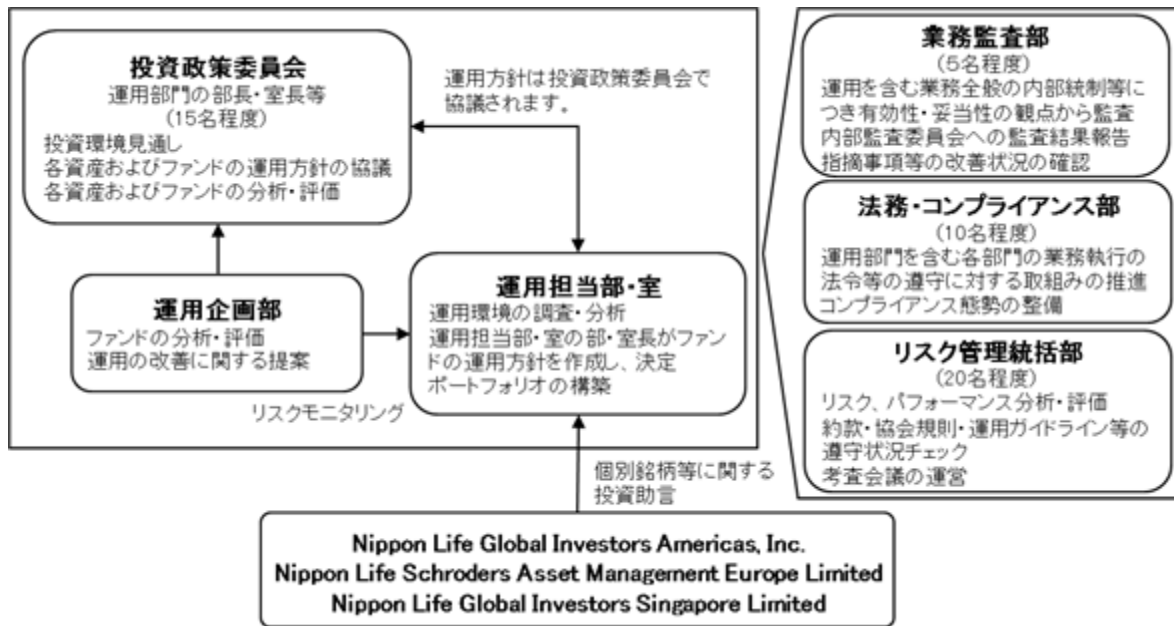 投資政策委員会
運用部門の部長・室長等
(15名程度)
投資環境見通し
各資産およびファンドの運用方針の協議
各資産およびファンドの分析・評価
運用方針は投資政策委員会で
協議されます。
運用企画部
ファンドの分析・評価
運用の改善に関する提案
運用担当部・室
運用環境の調査・分析
運用担当部・室の部・室長がファン
ドの運用方針を作成し、決定
ポートフォリオの構築
リスクモニタリング
個別銘柄等に関する
投資助言
Nippon Life Global Investors Americas, Inc.
Nippon Life Schroders Asset Management Europe Limited
Nippon Life Global Investors Singapore Limited
業務監査部
(5名程度)
運用を含む業務全般の内部統制等に
つき有効性・妥当性の観点から監査
内部監査委員会への監査結果報告
指摘事項等の改善状況の確認
法務・コンプライアンス部
(10名程度)
運用部門を含む各部門の業務執行の
法令等の遵守に対する取組みの推進
コンプライアンス態勢の整備
リスク管理統括部
(20名程度)
リスク、パフォーマンス分析・評価
約款・協会規則・運用ガイドライン等の
遵守状況チェック
考査会議の運営